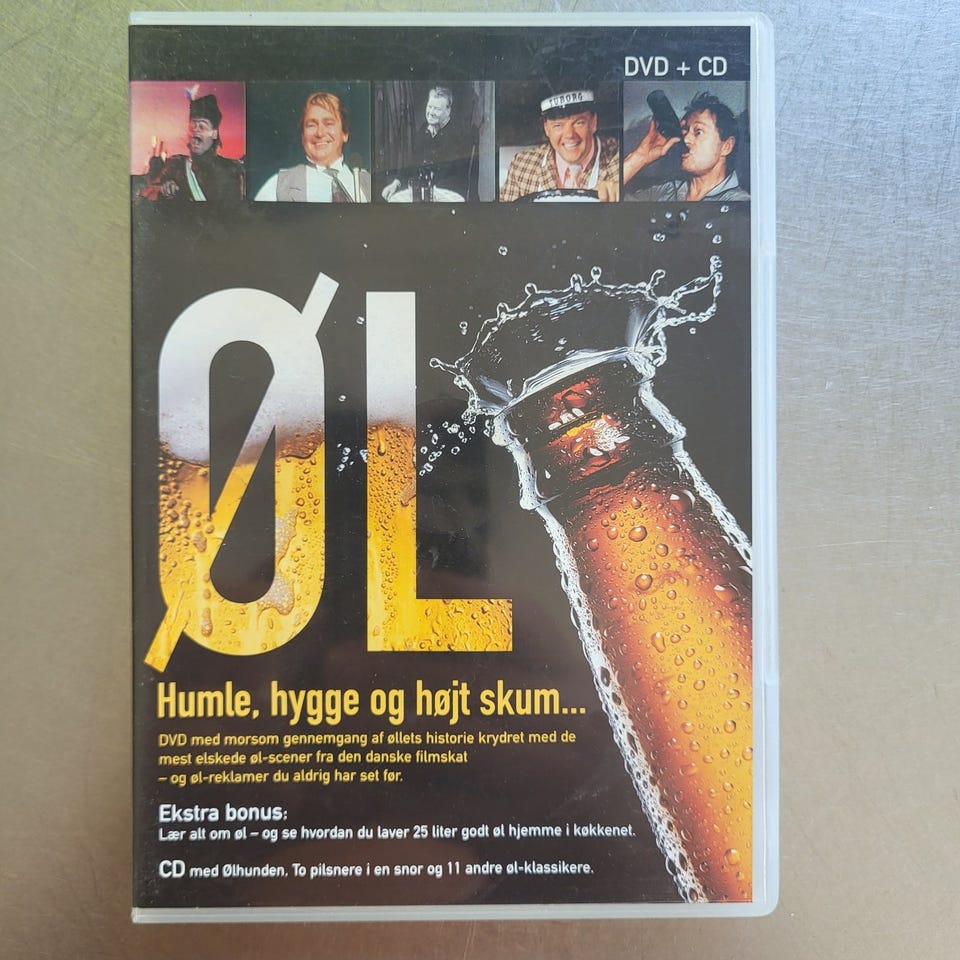 DVD + CD
TUBORG
ØL
Humle, hygge og højt skum...
DVD med morsom gennemgang af øllets historie krydret med de
mest elskede øl-scener fra den danske filmskat
– og øl-reklamer du aldrig har set før.
Ekstra bonus:
Lær alt om øl – og se hvordan du laver 25 liter godt øl hjemme i køkkenet.
CD med Ølhunden, To pilsnere i en snor og 11 andre øl-klassikere.